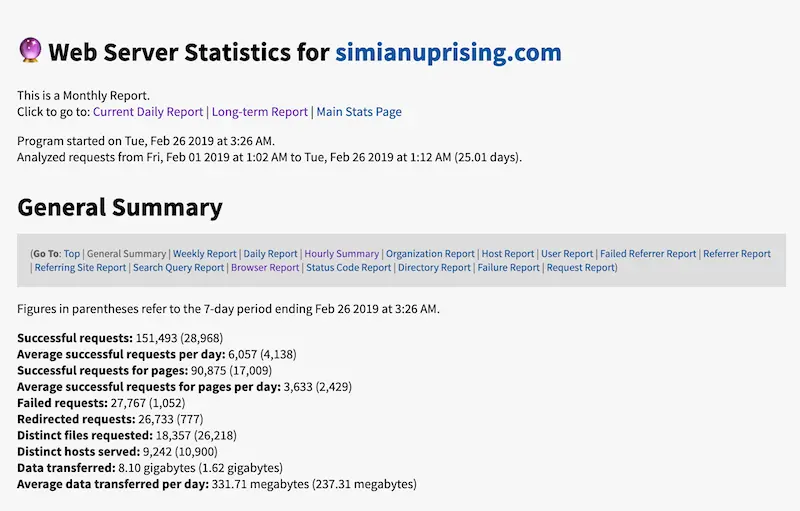 Web Server Statistics for simianuprising.com
This is a Monthly Report.
Click to go to: Current Daily Report | Long-term Report | Main Stats Page
Program started on Tue, Feb 26 2019 at 3:26 AM.
Analyzed requests from Fri, Feb 01 2019 at 1:02 AM to Tue, Feb 26 2019 at 1:12 AM (25.01 days).
General Summary
(Go To: Top | General Summary | Weekly Report | Daily Report | Hourly Summary | Organization Report | Host Report | User Report | Failed Referrer Report | Referrer Report
| Referring Site Report | Search Query Report | Browser Report | Status Code Report | Directory Report | Failure Report | Request Report)
Figures in parentheses refer to the 7-day period ending Feb 26 2019 at 3:26 AM.
Successful requests: 151,493 (28,968)
Average successful requests per day: 6,057 (4,138)
Successful requests for pages: 90,875 (17,009)
Average successful requests for pages per day: 3,633 (2,429)
Failed requests: 27,767 (1,052)
Redirected requests: 26,733 (777)
Distinct files requested: 18,357 (26,218)
Distinct hosts served: 9,242 (10,900)
Data transferred: 8.10 gigabytes (1.62 gigabytes)
Average data transferred per day: 331.71 megabytes (237.31 megabytes)